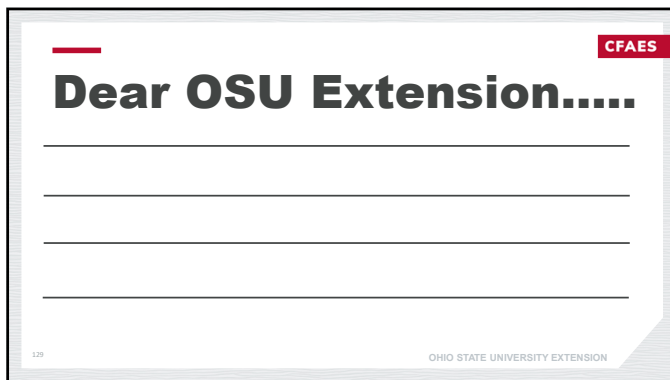 CFAES
Dear OSU Extension.....
129
OHIO STATE UNIVERSITY EXTENSION